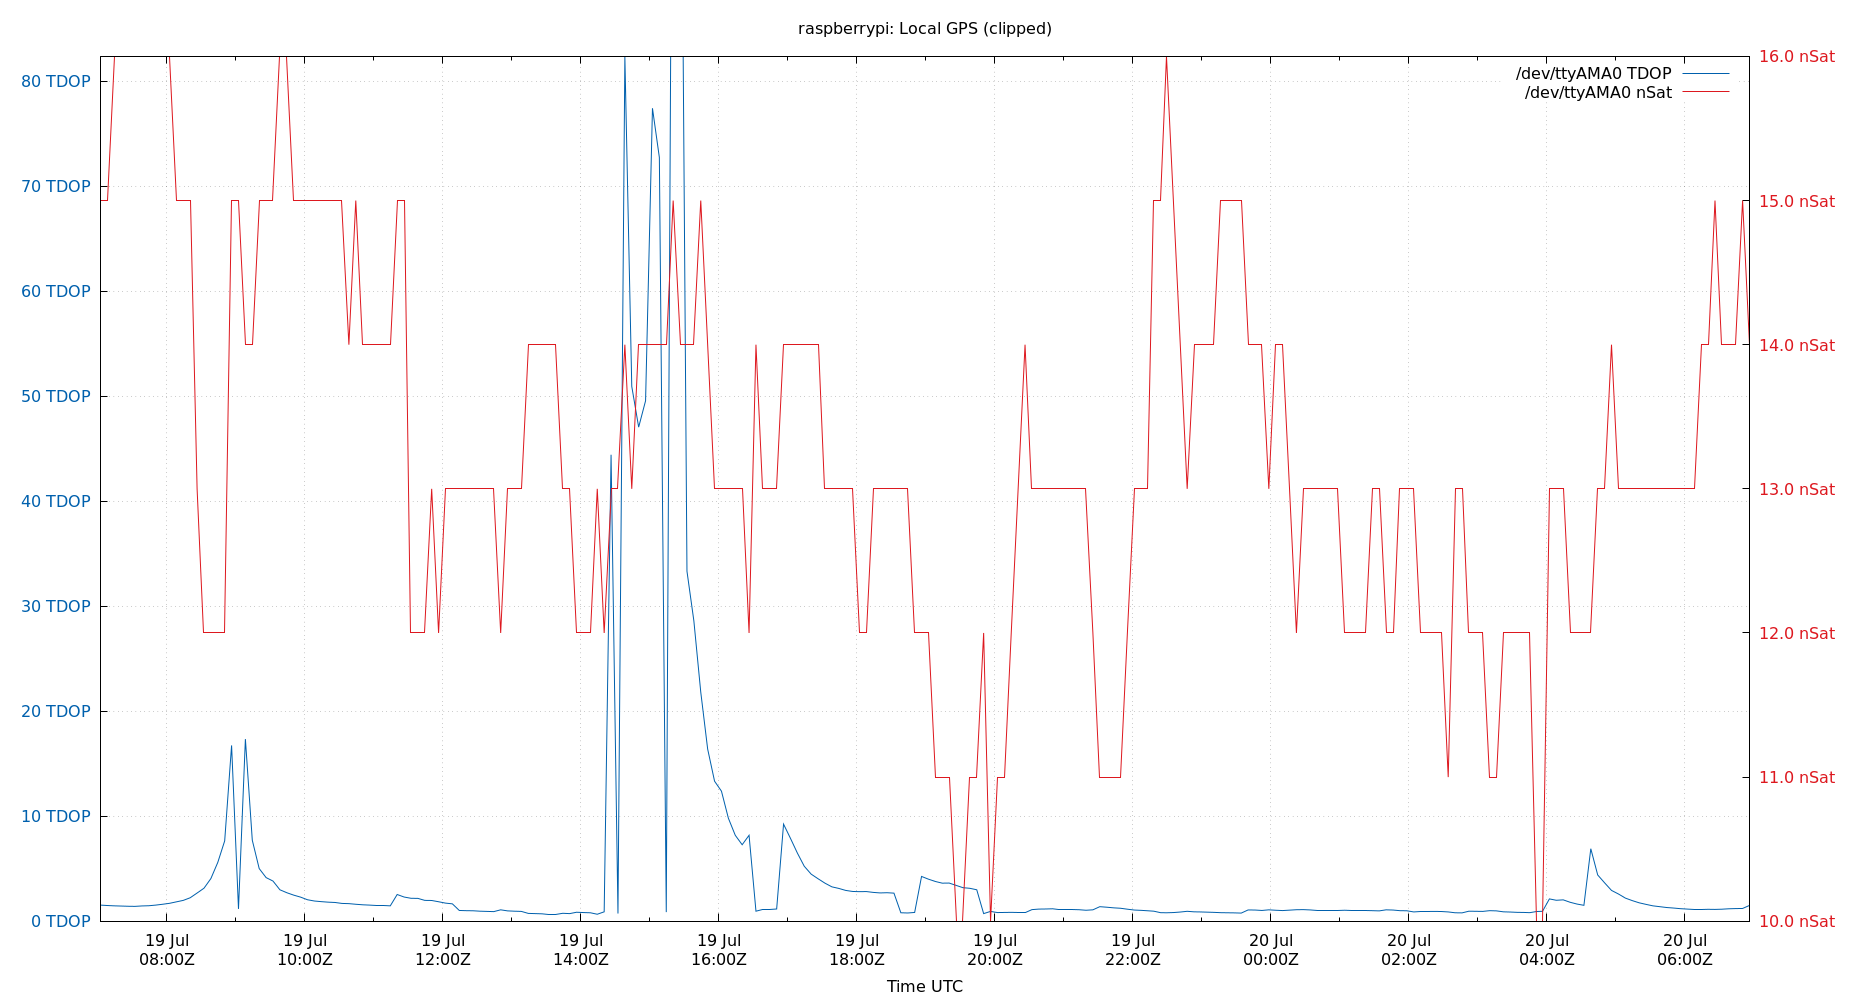 raspberrypi: Local GPS (clipped)
/dev/ttyAMA0 TDOP
/dev/ttyAMA0 nSat
80 TDOP
70 TDOP
60 TDOP
50 TDOP
40 TDOP
30 TDOP
20 TDOP
10 TDOP
0 TDOP
16.0 nSat
15.0 nSat
14.0 nSat
13.0 nSat
12.0 nSat
11.0 nSat
10.0 nSat
19 Jul
08:00Z
19 Jul
10:00Z
19 Jul
12:00Z
19 Jul
14:00Z
19 Jul
16:00Z
19 Jul
18:00Z
19 Jul
20:00Z
19 Jul
22:00Z
20 Jul
00:00Z
20 Jul
02:00Z
20 Jul
04:00Z
20 Jul
06:00Z
Time UTC